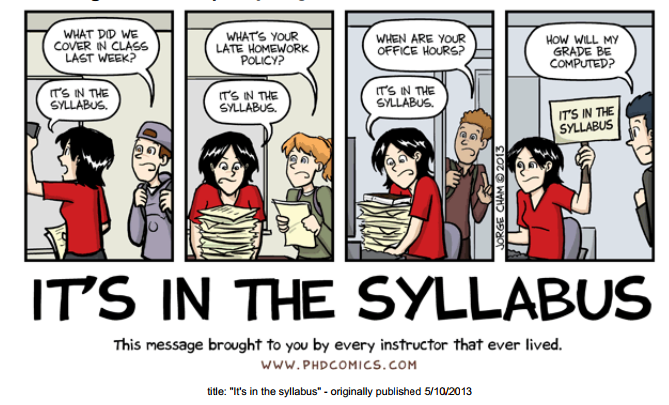 WHAT DID WE
COVER IN CLASS
LAST WEEK?
IT'S IN THE
SYLLABUS.
WHAT'S YOUR
LATE HOMEWORK
POLICY?
IT'S IN THE
SYLLABUS.
WHEN ARE YOUR
OFFICE HOURS?
IT'S IN THE
SYLLABUS.
JORGE CHAM © 2013
HOW WILL MY
GRADE BE
COMPUTED?
IT'S IN THE
SYLLABUS
IT'S IN THE SYLLABUS
This message brought to you by every instructor that ever lived.
WWW.PHDCOMICS.COM
title: "It's in the syllabus" - originally published 5/10/2013